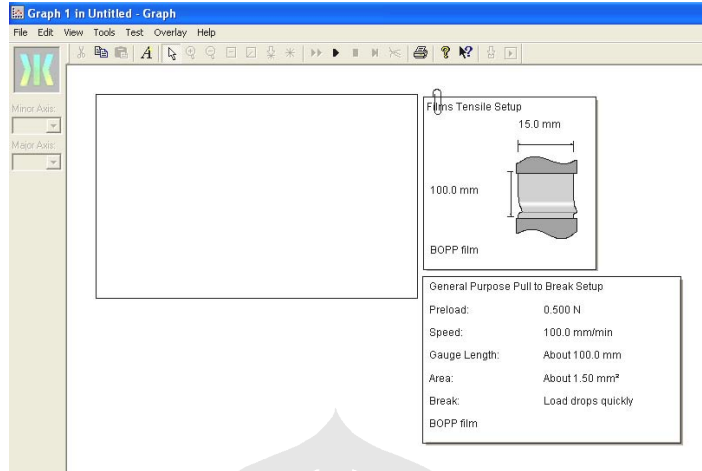 Graph 1 in Untitled - Graph
File Edit View Tools Test Overlay Help
Minor Axis:
Major Axis:
Films Tensile Setup
15.0 mm
100.0 mm
BOPP film
General Purpose Pull to Break Setup
Preload: 0.500 N
Speed: 100.0 mm/min
Gauge Length: About 100.0 mm
Area: About 1.50 mm²
Break: Load drops quickly
BOPP film